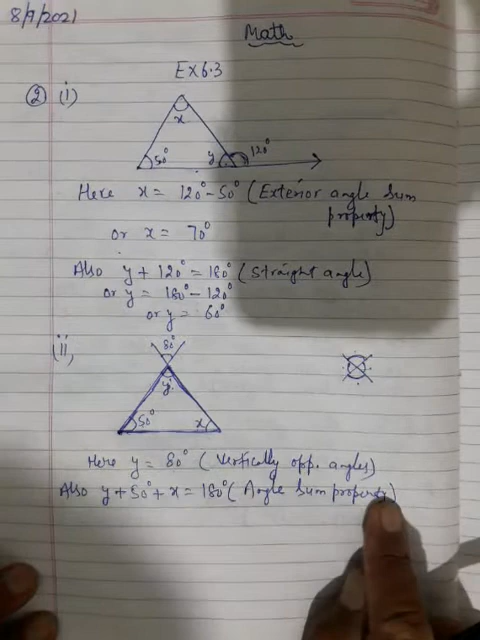 8/9/2021
Math
Ex 6.3
② (i)
x
50° y 120°
Here x = 120° - 50° (Exterior angle Sum
property)
or x = 70°
Also y + 120° = 180° (Straight angle)
or y = 180° - 120°
or y = 60°
(ii)
80°
y
50° x
Here y = 80° (Vertically opp. angles)
Also y + 50° + x = 180° (Angle Sum property)